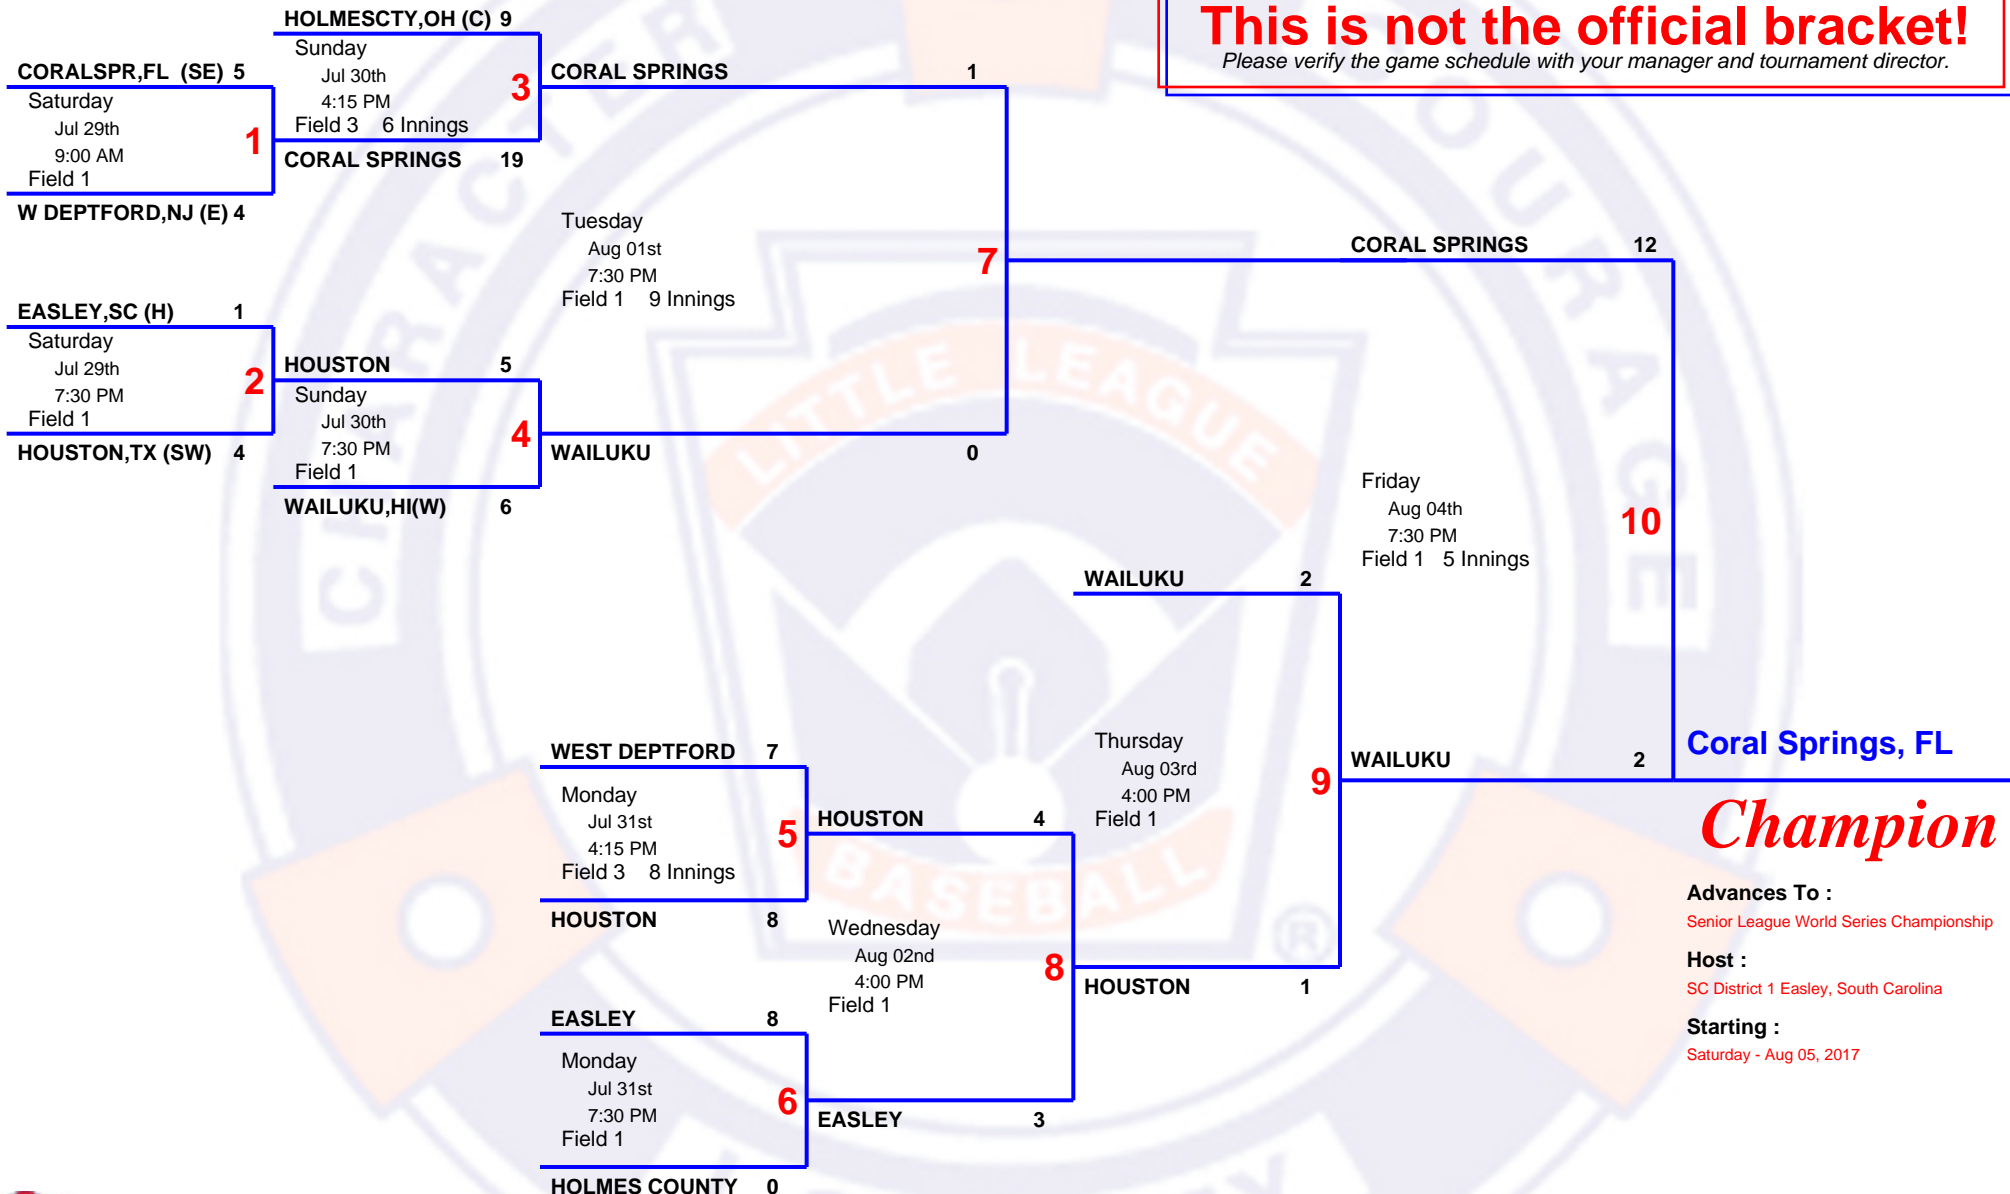 This is not the official bracket!
Please verify the game schedule with your manager and tournament director.
HOLMESCTY,OH (C) 9
Sunday
Jul 30th
4:15 PM
Field 3 6 Innings
3
CORAL SPRINGS 19
CORALSPR,FL (SE) 5
Saturday
Jul 29th
9:00 AM
Field 1
1
W DEPTFORD,NJ (E) 4
CORAL SPRINGS 1
Tuesday
Aug 01st
7:30 PM
Field 1 9 Innings
7
WAILUKU 0
EASLEY,SC (H) 1
Saturday
Jul 29th
7:30 PM
Field 1
2
HOUSTON,TX (SW) 4
HOUSTON 5
Sunday
Jul 30th
7:30 PM
Field 1
4
WAILUKU,HI(W) 6
CORAL SPRINGS 12
Friday
Aug 04th
7:30 PM
Field 1 5 Innings
10
WAILUKU 2
WAILUKU 2
Thursday
Aug 03rd
4:00 PM
Field 1
9
HOUSTON 1
WEST DEPTFORD 7
Monday
Jul 31st
4:15 PM
Field 3 8 Innings
5
HOUSTON 8
HOUSTON 4
Wednesday
Aug 02nd
4:00 PM
Field 1
8
EASLEY 3
EASLEY 8
Monday
Jul 31st
7:30 PM
Field 1
6
HOLMES COUNTY 0
Coral Springs, FL
Champion
Advances To :
Senior League World Series Championship
Host :
SC District 1 Easley, South Carolina
Starting :
Saturday - Aug 05, 2017
CHARACTER
COURAGE
LITTLE LEAGUE
BASEBALL
®